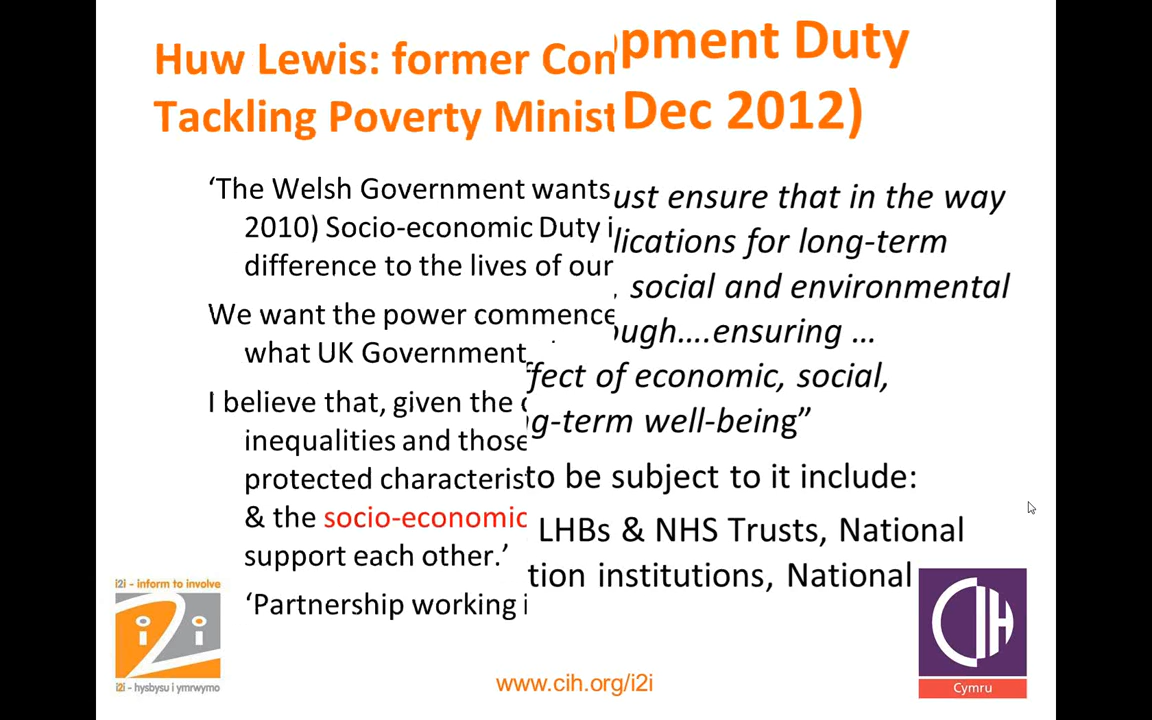 Huw Lewis: former Con
pment Duty
Tackling Poverty Minist
Dec 2012)
‘The Welsh Government wants
2010) Socio-economic Duty i
difference to the lives of our
We want the power commence
what UK Government
I believe that, given the
inequalities and those
protected characteris
& the socio-economic
support each other.’
‘Partnership working i
ust ensure that in the way
lications for long-term
, social and environmental
ough….ensuring …
ffect of economic, social,
g-term well-being”
to be subject to it include:
LHBs & NHS Trusts, National
tion institutions, National
i2i - inform to involve
i2i
i2i - hysbysu i ymrwymo
www.cih.org/i2i
CIH
Cymru